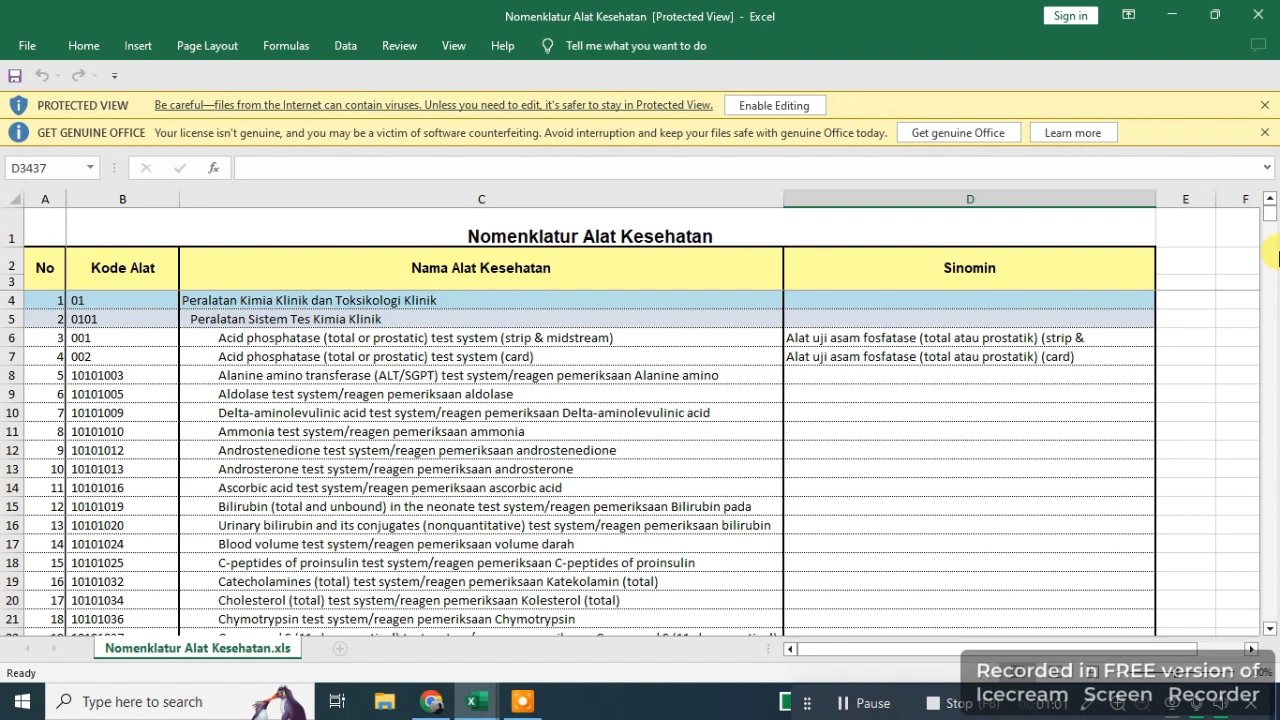 Nomenklatur Alat Kesehatan [Protected View] - Excel
Sign in
File Home Insert Page Layout Formulas Data Review View Help Tell me what you want to do
PROTECTED VIEW Be careful—files from the Internet can contain viruses. Unless you need to edit, it's safer to stay in Protected View. Enable Editing
GET GENUINE OFFICE Your license isn't genuine, and you may be a victim of software counterfeiting. Avoid interruption and keep your files safe with genuine Office today. Get genuine Office Learn more
D3437 fx
A B C D E F
1 Nomenklatur Alat Kesehatan
2 No Kode Alat Nama Alat Kesehatan Sinomin
3
4 1 01 Peralatan Kimia Klinik dan Toksikologi Klinik
5 2 0101 Peralatan Sistem Tes Kimia Klinik
6 3 001 Acid phosphatase (total or prostatic) test system (strip & midstream) Alat uji asam fosfatase (total atau prostatik) (strip &
7 4 002 Acid phosphatase (total or prostatic) test system (card) Alat uji asam fosfatase (total atau prostatik) (card)
8 5 10101003 Alanine amino transferase (ALT/SGPT) test system/reagen pemeriksaan Alanine amino
9 6 10101005 Aldolase test system/reagen pemeriksaan aldolase
10 7 10101009 Delta-aminolevulinic acid test system/reagen pemeriksaan Delta-aminolevulinic acid
11 8 10101010 Ammonia test system/reagen pemeriksaan ammonia
12 9 10101012 Androstenedione test system/reagen pemeriksaan androstenedione
13 10 10101013 Androsterone test system/reagen pemeriksaan androsterone
14 11 10101016 Ascorbic acid test system/reagen pemeriksaan ascorbic acid
15 12 10101019 Bilirubin (total and unbound) in the neonate test system/reagen pemeriksaan Bilirubin pada
16 13 10101020 Urinary bilirubin and its conjugates (nonquantitative) test system/reagen pemeriksaan bilirubin
17 14 10101024 Blood volume test system/reagen pemeriksaan volume darah
18 15 10101025 C-peptides of proinsulin test system/reagen pemeriksaan C-peptides of proinsulin
19 16 10101032 Catecholamines (total) test system/reagen pemeriksaan Katekolamin (total)
20 17 10101034 Cholesterol (total) test system/reagen pemeriksaan Kolesterol (total)
21 18 10101036 Chymotrypsin test system/reagen pemeriksaan Chymotrypsin
Nomenklatur Alat Kesehatan.xls
Ready
Recorded in FREE version of
Icecream Screen Recorder
Type here to search
Pause Stop (F6) 00:01:01